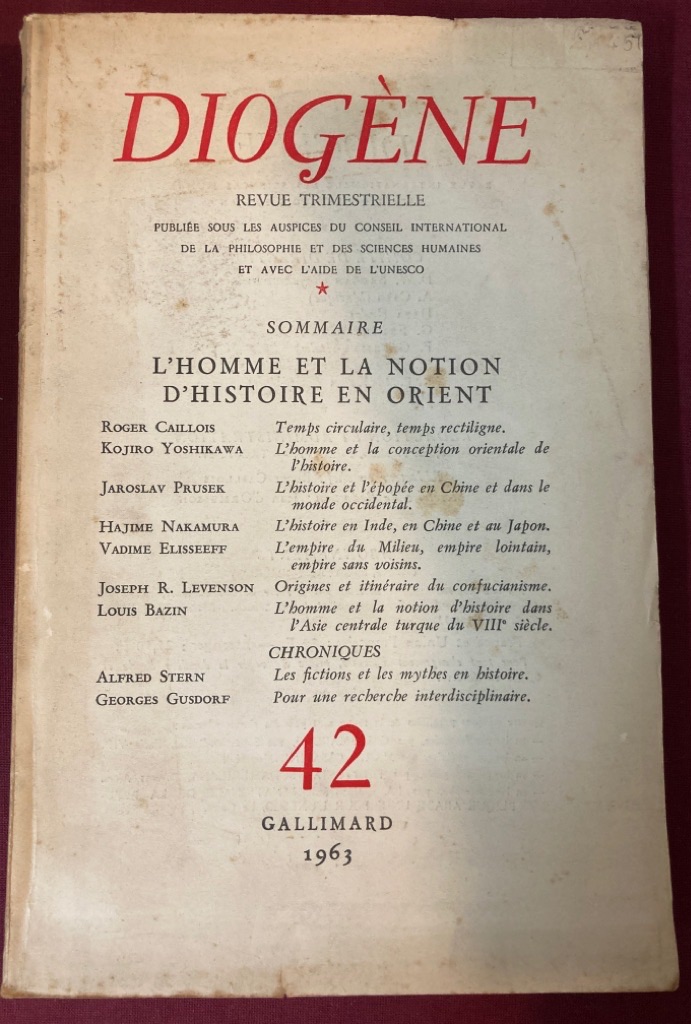 DIOGÈNE
REVUE TRIMESTRIELLE
PUBLIÉE SOUS LES AUSPICES DU CONSEIL INTERNATIONAL
DE LA PHILOSOPHIE ET DES SCIENCES HUMAINES
ET AVEC L'AIDE DE L'UNESCO
*
SOMMAIRE
L'HOMME ET LA NOTION
D'HISTOIRE EN ORIENT
ROGER CAILLOIS Temps circulaire, temps rectiligne.
KOJIRO YOSHIKAWA L'homme et la conception orientale de
l'histoire.
JAROSLAV PRUSEK L'histoire et l'épopée en Chine et dans le
monde occidental.
HAJIME NAKAMURA L'histoire en Inde, en Chine et au Japon.
VADIME ELISSEEFF L'empire du Milieu, empire lointain,
empire sans voisins.
JOSEPH R. LEVENSON Origines et itinéraire du confucianisme.
LOUIS BAZIN L'homme et la notion d'histoire dans
l'Asie centrale turque du VIIIe siècle.
CHRONIQUES
ALFRED STERN Les fictions et les mythes en histoire.
GEORGES GUSDORF Pour une recherche interdisciplinaire.
42
GALLIMARD
1963